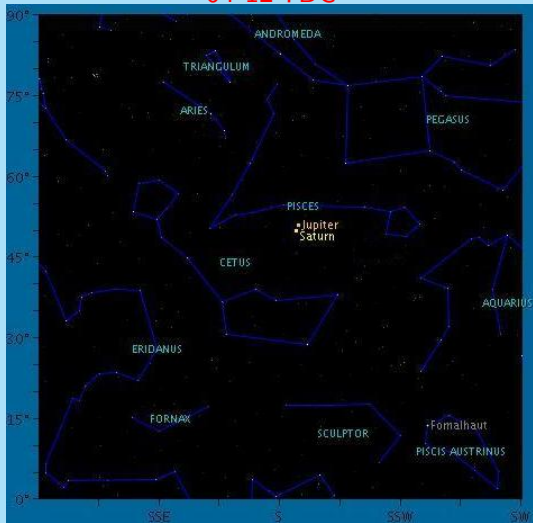 90°
ANDROMEDA
TRIANGULUM
75°
ARIES
PEGASUS
60°
PISCES
Jupiter
Saturn
45°
CETUS
AQUARIUS
30°
ERIDANUS
15°
FORNAX
Fomalhaut
SCULPTOR
PISCIS AUSTRINUS
0°
SSE
S
SSW
SW